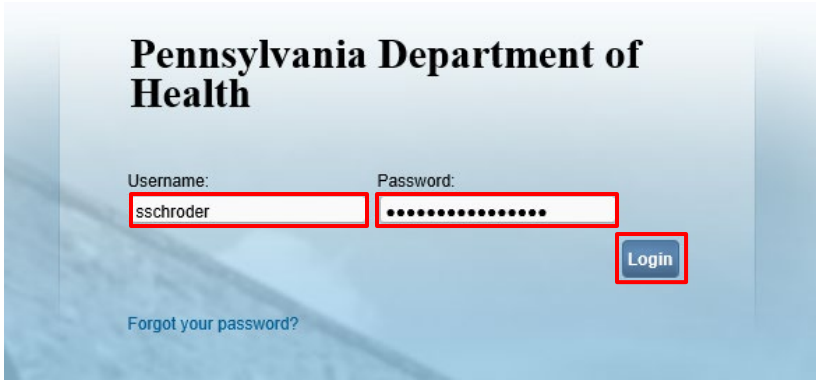 Pennsylvania Department of
Health
Username: Password:
sschroder ••••••••••••••••
Login
Forgot your password?